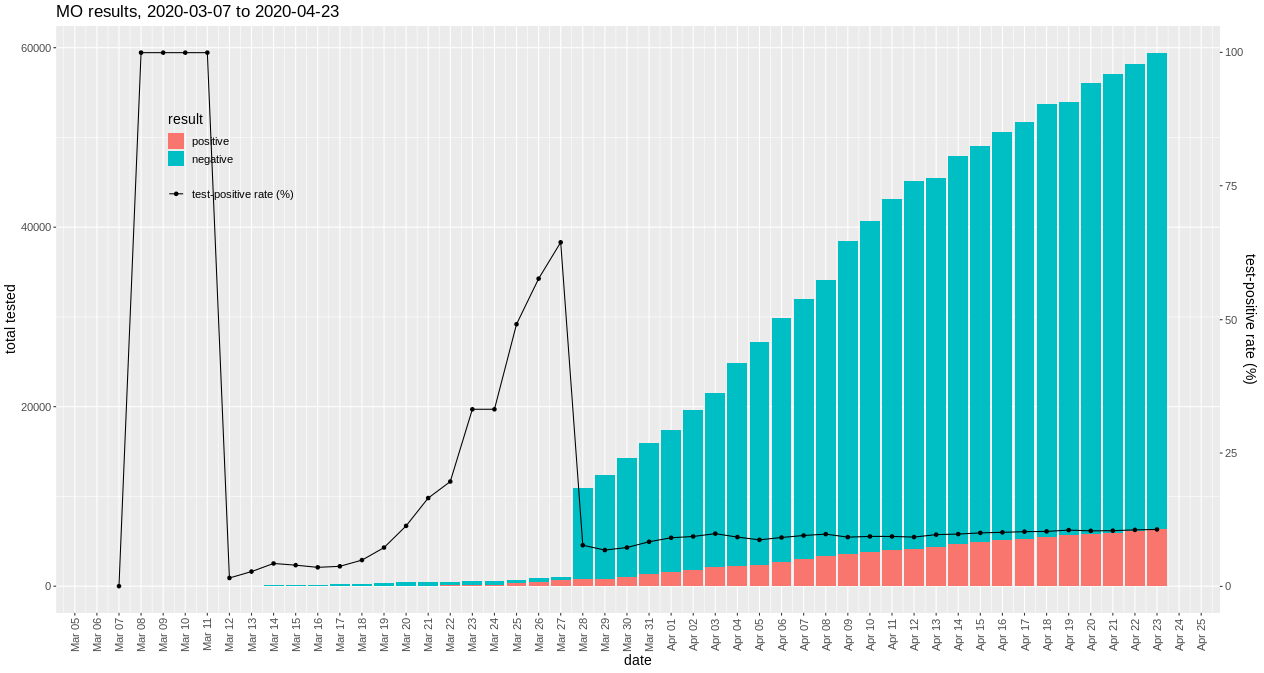 MO results, 2020-03-07 to 2020-04-23
60000
40000
20000
0
total tested
result
positive
negative
test-positive rate (%)
100
75
50
25
0
test-positive rate (%)
Mar 05 Mar 06 Mar 07 Mar 08 Mar 09 Mar 10 Mar 11 Mar 12 Mar 13 Mar 14 Mar 15 Mar 16 Mar 17 Mar 18 Mar 19 Mar 20 Mar 21 Mar 22 Mar 23 Mar 24 Mar 25 Mar 26 Mar 27 Mar 28 Mar 29 Mar 30 Mar 31 Apr 01 Apr 02 Apr 03 Apr 04 Apr 05 Apr 06 Apr 07 Apr 08 Apr 09 Apr 10 Apr 11 Apr 12 Apr 13 Apr 14 Apr 15 Apr 16 Apr 17 Apr 18 Apr 19 Apr 20 Apr 21 Apr 22 Apr 23 Apr 24 Apr 25
date